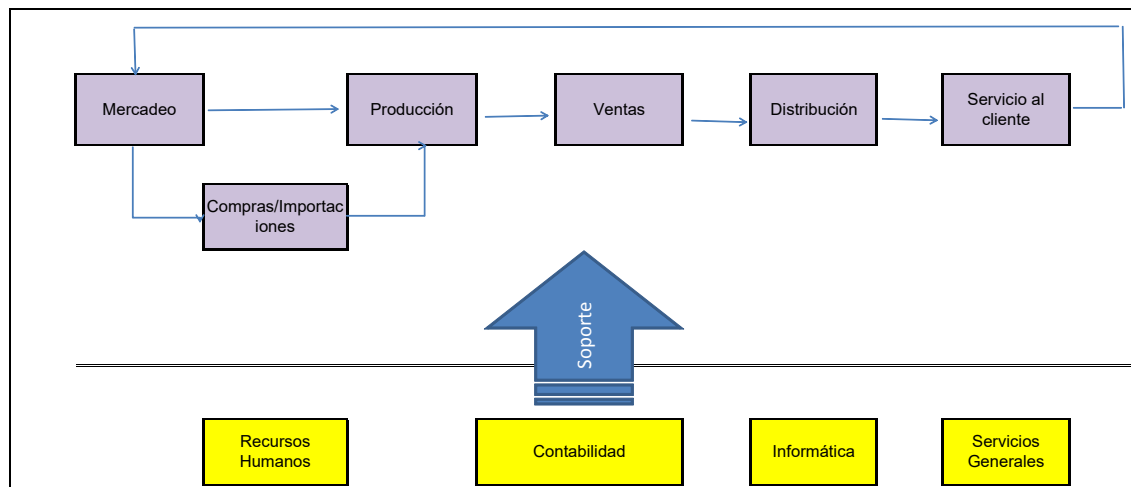 Mercadeo
Producción
Ventas
Distribución
Servicio al
cliente
Compras/Importac
iones
Soporte
Recursos
Humanos
Contabilidad
Informática
Servicios
Generales